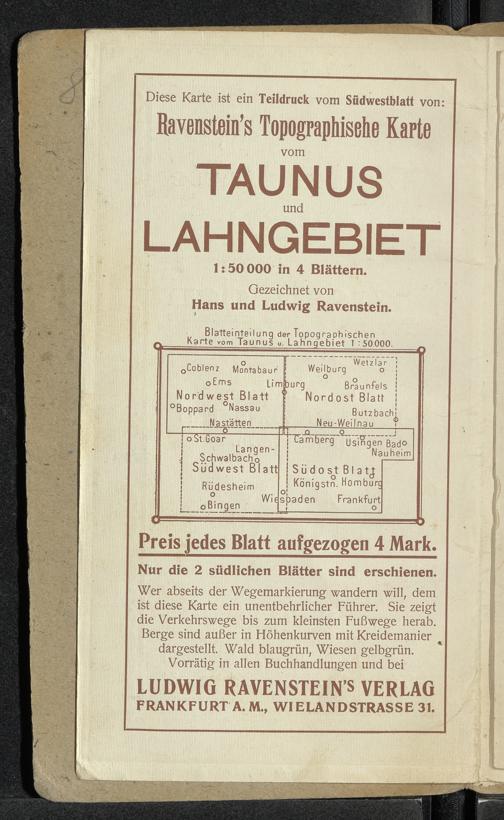 8
Diese Karte ist ein Teildruck vom Südwestblatt von:
Ravenstein's Topographische Karte
vom
TAUNUS
und
LAHNGEBIET
1:50000 in 4 Blättern.
Gezeichnet von
Hans und Ludwig Ravenstein.
Blatteinteilung der Topographischen
Karte vom Taunus u. Lahngebiet 1:50000.
Coblenz Montabaur Weilburg Wetzlar
Ems Limburg Braunfels
Nordwest Blatt Nordost Blatt
Boppard Nassau Butzbach
Nastätten Neu-Weilnau
St.Goar Camberg Usingen Bad
Langen- Nauheim
Schwalbach
Südwest Blatt Südost Blatt
Rüdesheim Königstn. Homburg
Wiesbaden Frankfurt
Bingen
Preis jedes Blatt aufgezogen 4 Mark.
Nur die 2 südlichen Blätter sind erschienen.
Wer abseits der Wegemarkierung wandern will, dem
ist diese Karte ein unentbehrlicher Führer. Sie zeigt
die Verkehrswege bis zum kleinsten Fußwege herab.
Berge sind außer in Höhenkurven mit Kreidemanier
dargestellt. Wald blaugrün, Wiesen gelbgrün.
Vorrätig in allen Buchhandlungen und bei
LUDWIG RAVENSTEIN'S VERLAG
FRANKFURT A. M., WIELANDSTRASSE 31.